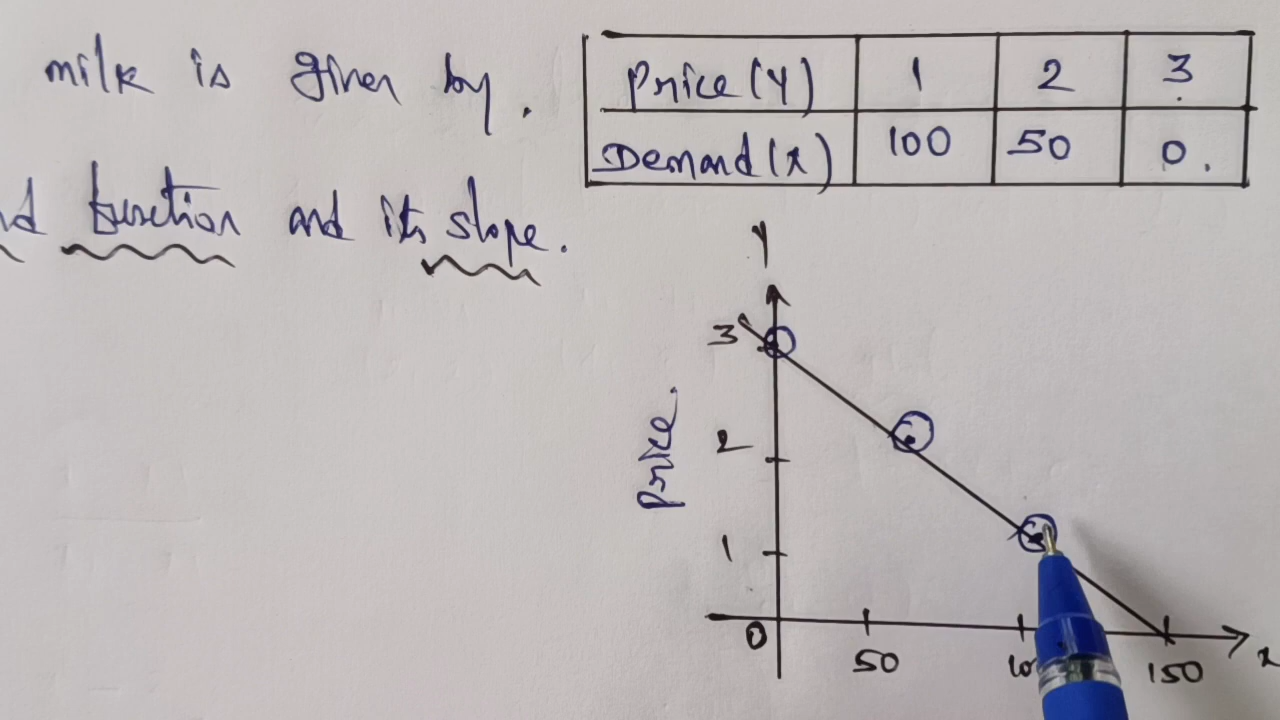 milk is given by.
Price (Y) 1 2 3
Demand (x) 100 50 0.
function and its slope.
Y
3
Price.
2
1
0 50 150 x